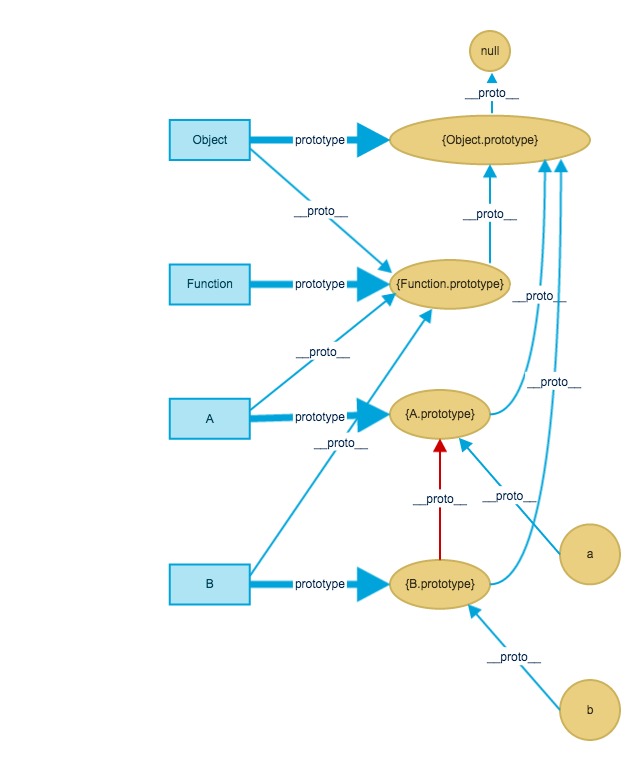 null
__proto__
Object
prototype
{Object.prototype}
__proto__
__proto__
Function
prototype
{Function.prototype}
__proto__
__proto__
__proto__
A
prototype
{A.prototype}
__proto__
__proto__
__proto__
a
B
prototype
{B.prototype}
__proto__
b